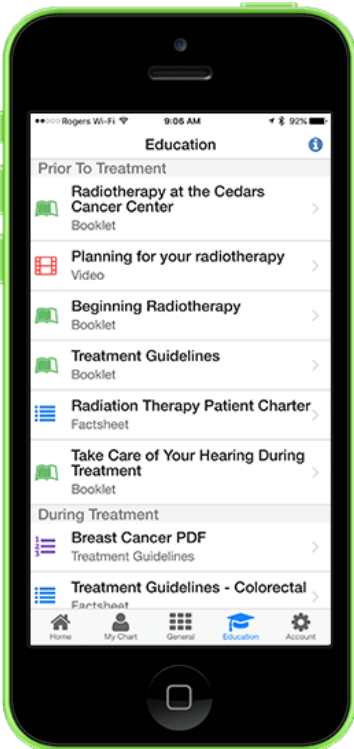 Rogers Wi-Fi 9:06 AM 92%
Education
Prior To Treatment
Radiotherapy at the Cedars
Cancer Center
Booklet
Planning for your radiotherapy
Video
Beginning Radiotherapy
Booklet
Treatment Guidelines
Booklet
Radiation Therapy Patient Charter
Factsheet
Take Care of Your Hearing During
Treatment
Booklet
During Treatment
Breast Cancer PDF
Treatment Guidelines
Treatment Guidelines - Colorectal
Factsheet
Home My Chart General Education Account